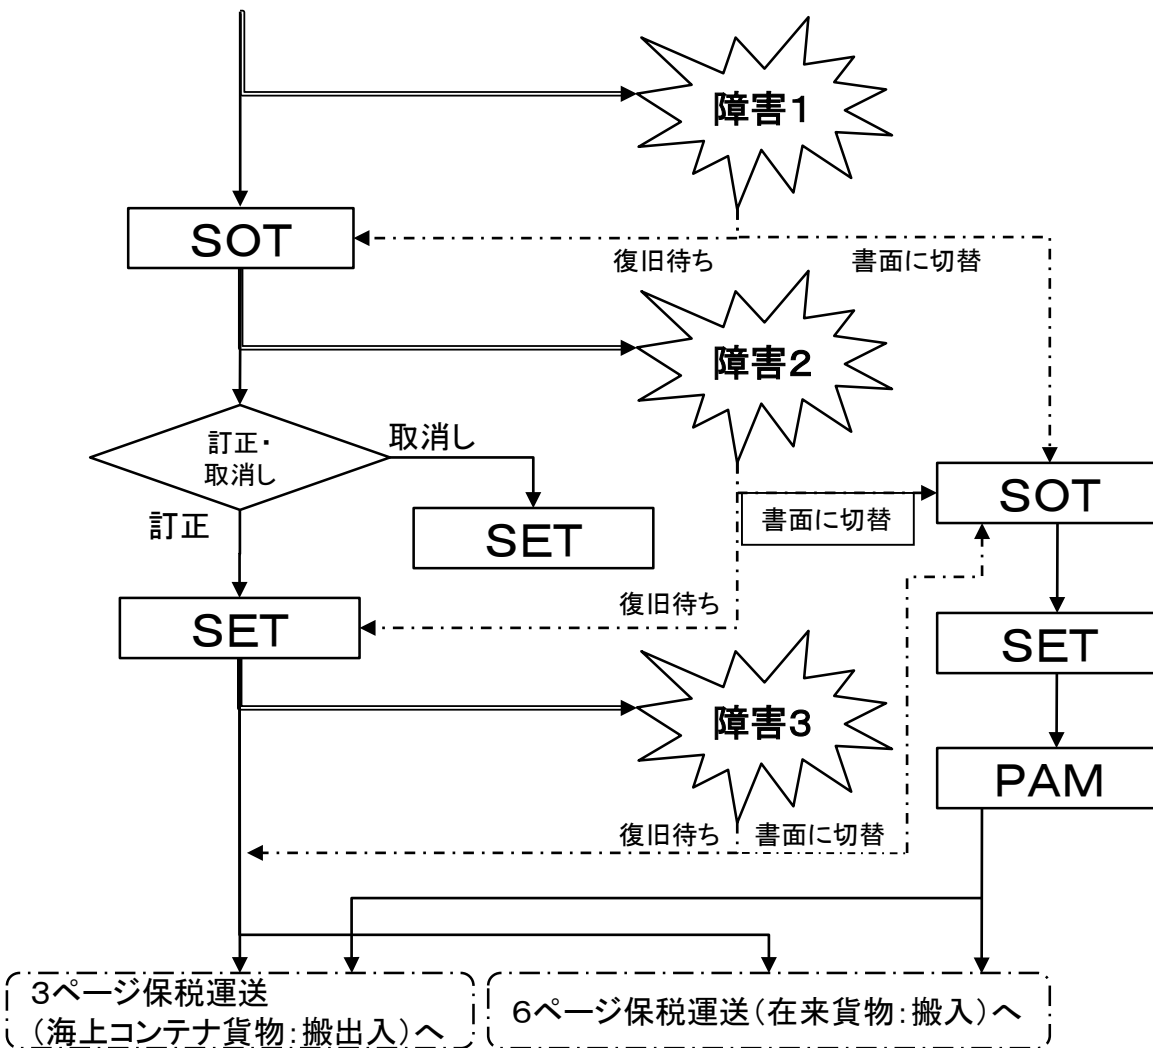 障害１
ＳＯＴ
復旧待ち
書面に切替
障害２
訂正・
取消し
取消し
訂正
ＳＥＴ
書面に切替
ＳＯＴ
ＳＥＴ
復旧待ち
ＳＥＴ
障害３
ＰＡＭ
復旧待ち
書面に切替
３ページ保税運送
（海上コンテナ貨物：搬出入）へ
６ページ保税運送（在来貨物：搬入）へ